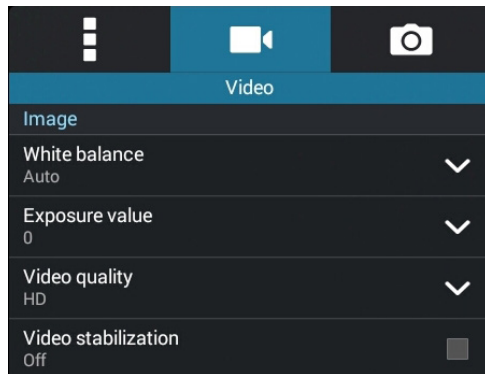 Video
Image
White balance
Auto
Exposure value
0
Video quality
HD
Video stabilization
Off